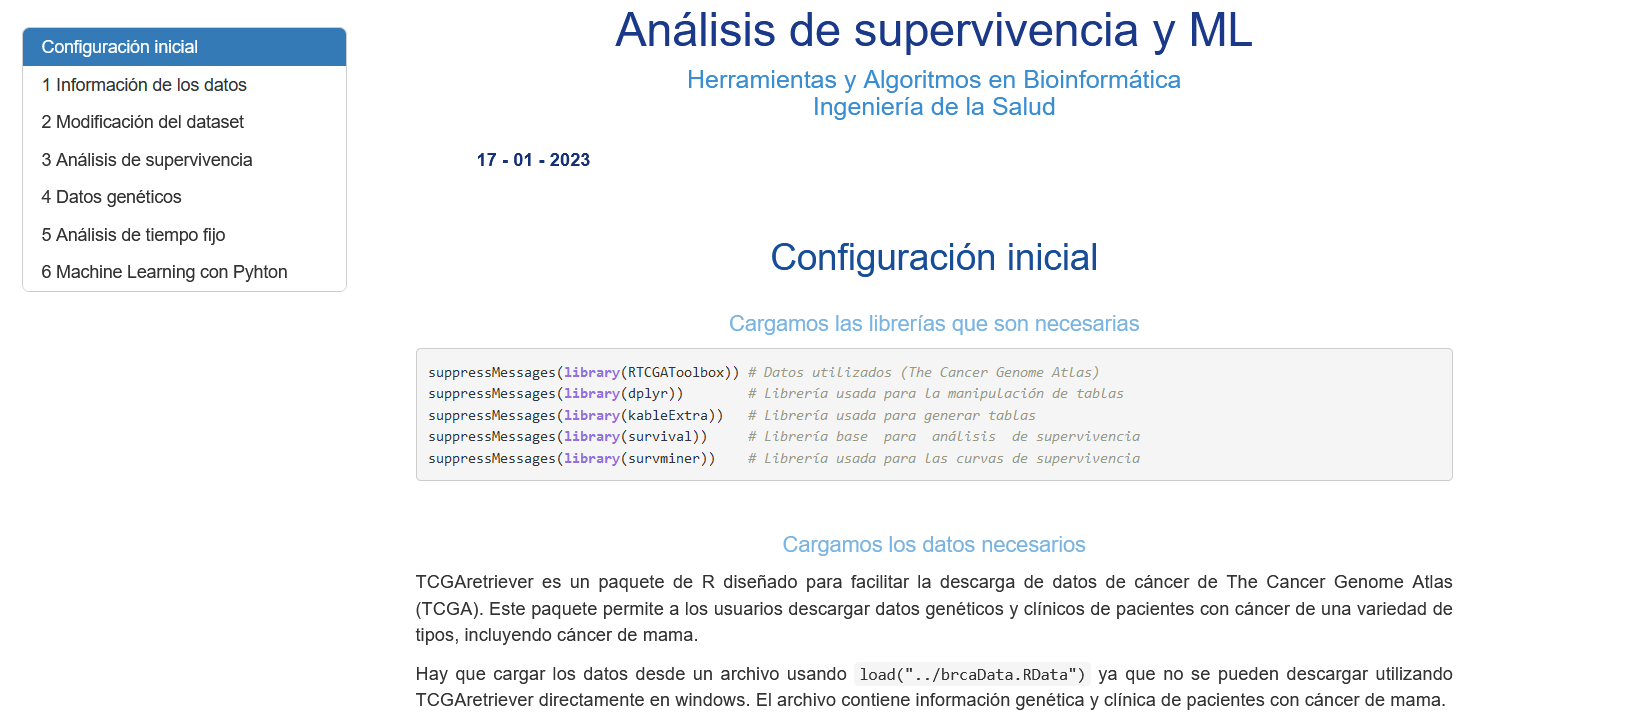 Configuración inicial
1 Información de los datos
2 Modificación del dataset
3 Análisis de supervivencia
4 Datos genéticos
5 Análisis de tiempo fijo
6 Machine Learning con Pyhton
Análisis de supervivencia y ML
Herramientas y Algoritmos en Bioinformática
Ingeniería de la Salud
17 - 01 - 2023
Configuración inicial
Cargamos las librerías que son necesarias
suppressMessages(library(RTCGAToolbox)) # Datos utilizados (The Cancer Genome Atlas)
suppressMessages(library(dplyr))        # Librería usada para la manipulación de tablas
suppressMessages(library(kableExtra))   # Librería usada para generar tablas
suppressMessages(library(survival))     # Librería base  para  análisis  de supervivencia
suppressMessages(library(survminer))    # Librería usada para las curvas de supervivencia
Cargamos los datos necesarios
TCGAretriever es un paquete de R diseñado para facilitar la descarga de datos de cáncer de The Cancer Genome Atlas
(TCGA). Este paquete permite a los usuarios descargar datos genéticos y clínicos de pacientes con cáncer de una variedad de
tipos, incluyendo cáncer de mama.
Hay que cargar los datos desde un archivo usando load("../brcaData.RData") ya que no se pueden descargar utilizando
TCGAretriever directamente en windows. El archivo contiene información genética y clínica de pacientes con cáncer de mama.